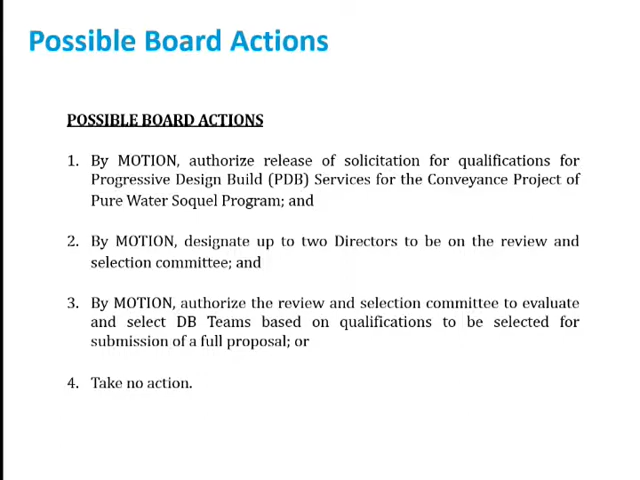 Possible Board Actions
POSSIBLE BOARD ACTIONS
1. By MOTION, authorize release of solicitation for qualifications for
Progressive Design Build (PDB) Services for the Conveyance Project of
Pure Water Soquel Program; and
2. By MOTION, designate up to two Directors to be on the review and
selection committee; and
3. By MOTION, authorize the review and selection committee to evaluate
and select DB Teams based on qualifications to be selected for
submission of a full proposal; or
4. Take no action.